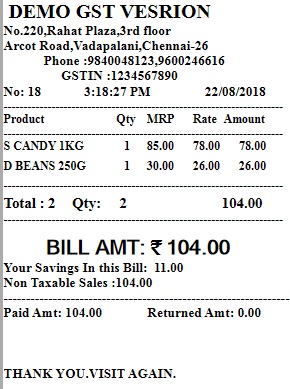 DEMO GST VESRION
No.220,Rahat Plaza,3rd floor
Arcot Road,Vadapalani,Chennai-26
Phone :9840048123,9600246616
GSTIN :1234567890
No: 18 3:18:27 PM 22/08/2018
Product Qty MRP Rate Amount
S CANDY 1KG 1 85.00 78.00 78.00
D BEANS 250G 1 30.00 26.00 26.00
Total : 2 Qty: 2 104.00
BILL AMT: ₹ 104.00
Your Savings In this Bill: 11.00
Non Taxable Sales :104.00
Paid Amt: 104.00 Returned Amt: 0.00
THANK YOU.VISIT AGAIN.